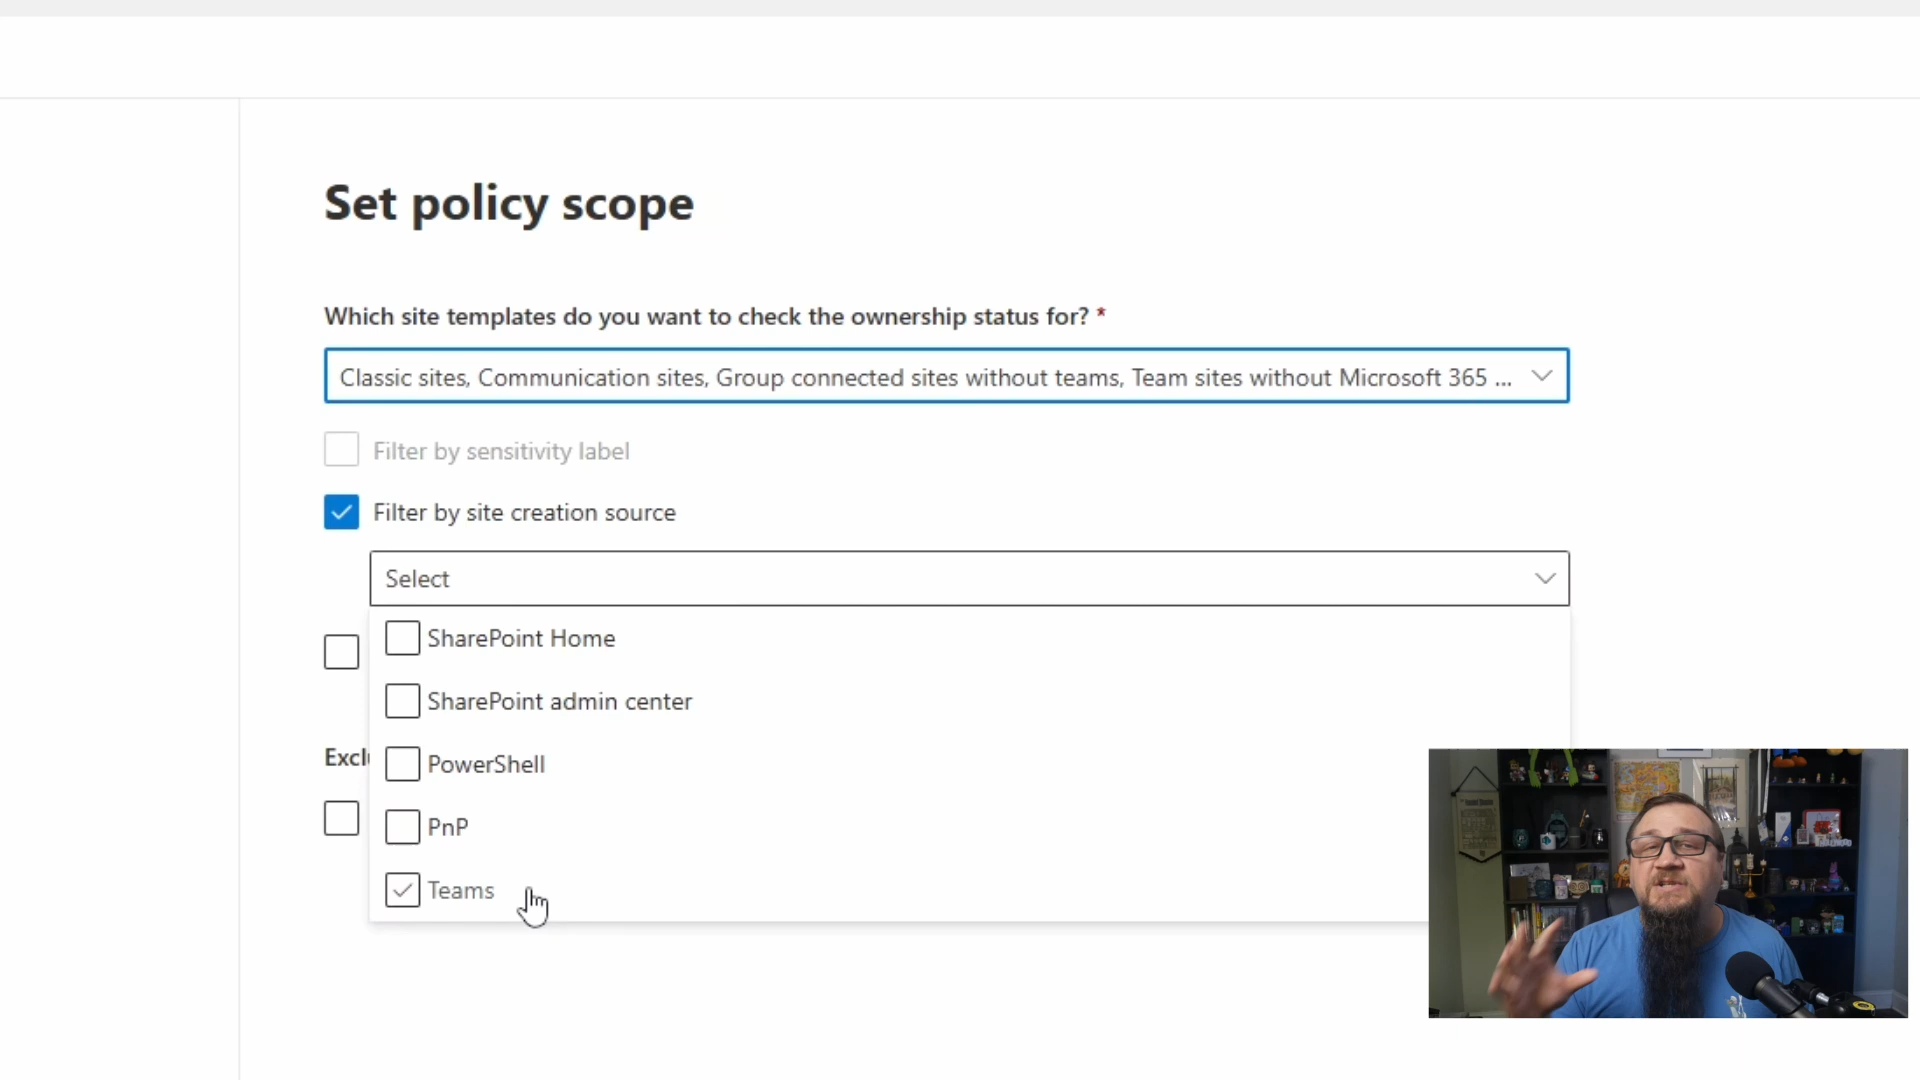 Set policy scope
Which site templates do you want to check the ownership status for? *
Classic sites, Communication sites, Group connected sites without teams, Team sites without Microsoft 365 ...
Filter by sensitivity label
Filter by site creation source
Select
SharePoint Home
SharePoint admin center
PowerShell
Excl
PnP
Teams